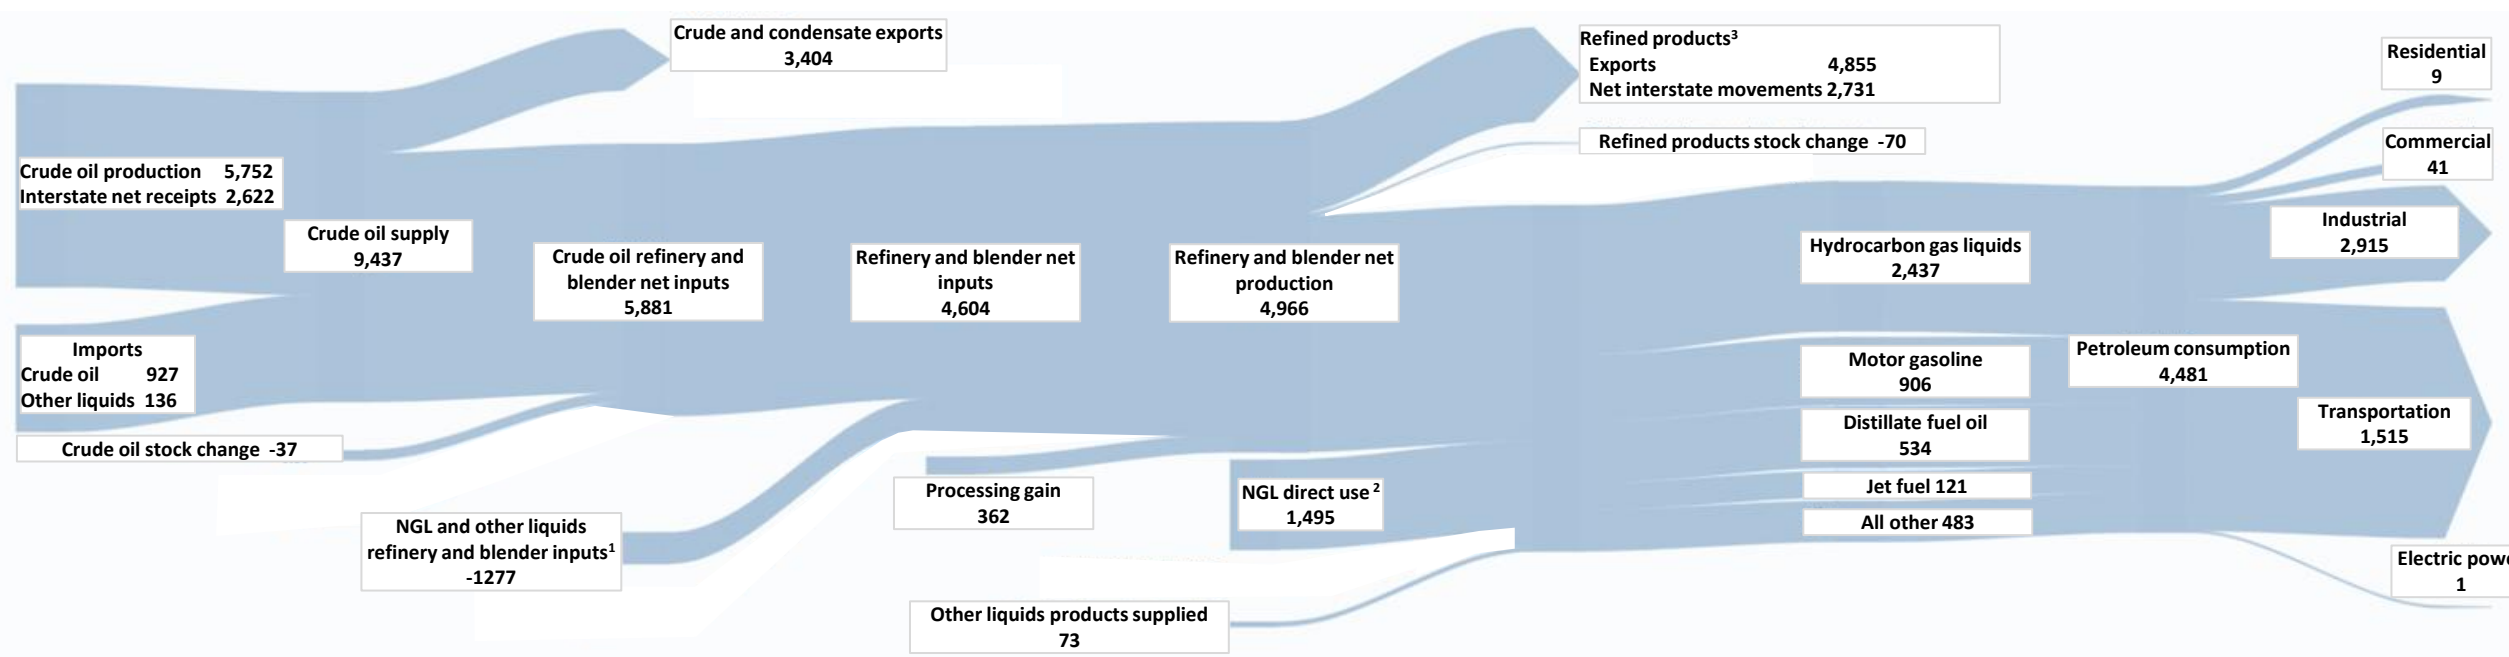 Crude and condensate exports
3,404
Refined products³
Exports 4,855
Net interstate movements 2,731
Residential
9
Refined products stock change -70
Commercial
41
Crude oil production 5,752
Interstate net receipts 2,622
Crude oil supply
9,437
Crude oil refinery and
blender net inputs
5,881
Refinery and blender net
inputs
4,604
Refinery and blender net
production
4,966
Hydrocarbon gas liquids
2,437
Industrial
2,915
Imports
Crude oil 927
Other liquids 136
Motor gasoline
906
Petroleum consumption
4,481
Crude oil stock change -37
Distillate fuel oil
534
Transportation
1,515
Processing gain
362
NGL direct use ²
1,495
Jet fuel 121
All other 483
NGL and other liquids
refinery and blender inputs¹
-1277
Other liquids products supplied
73
Electric powe
1